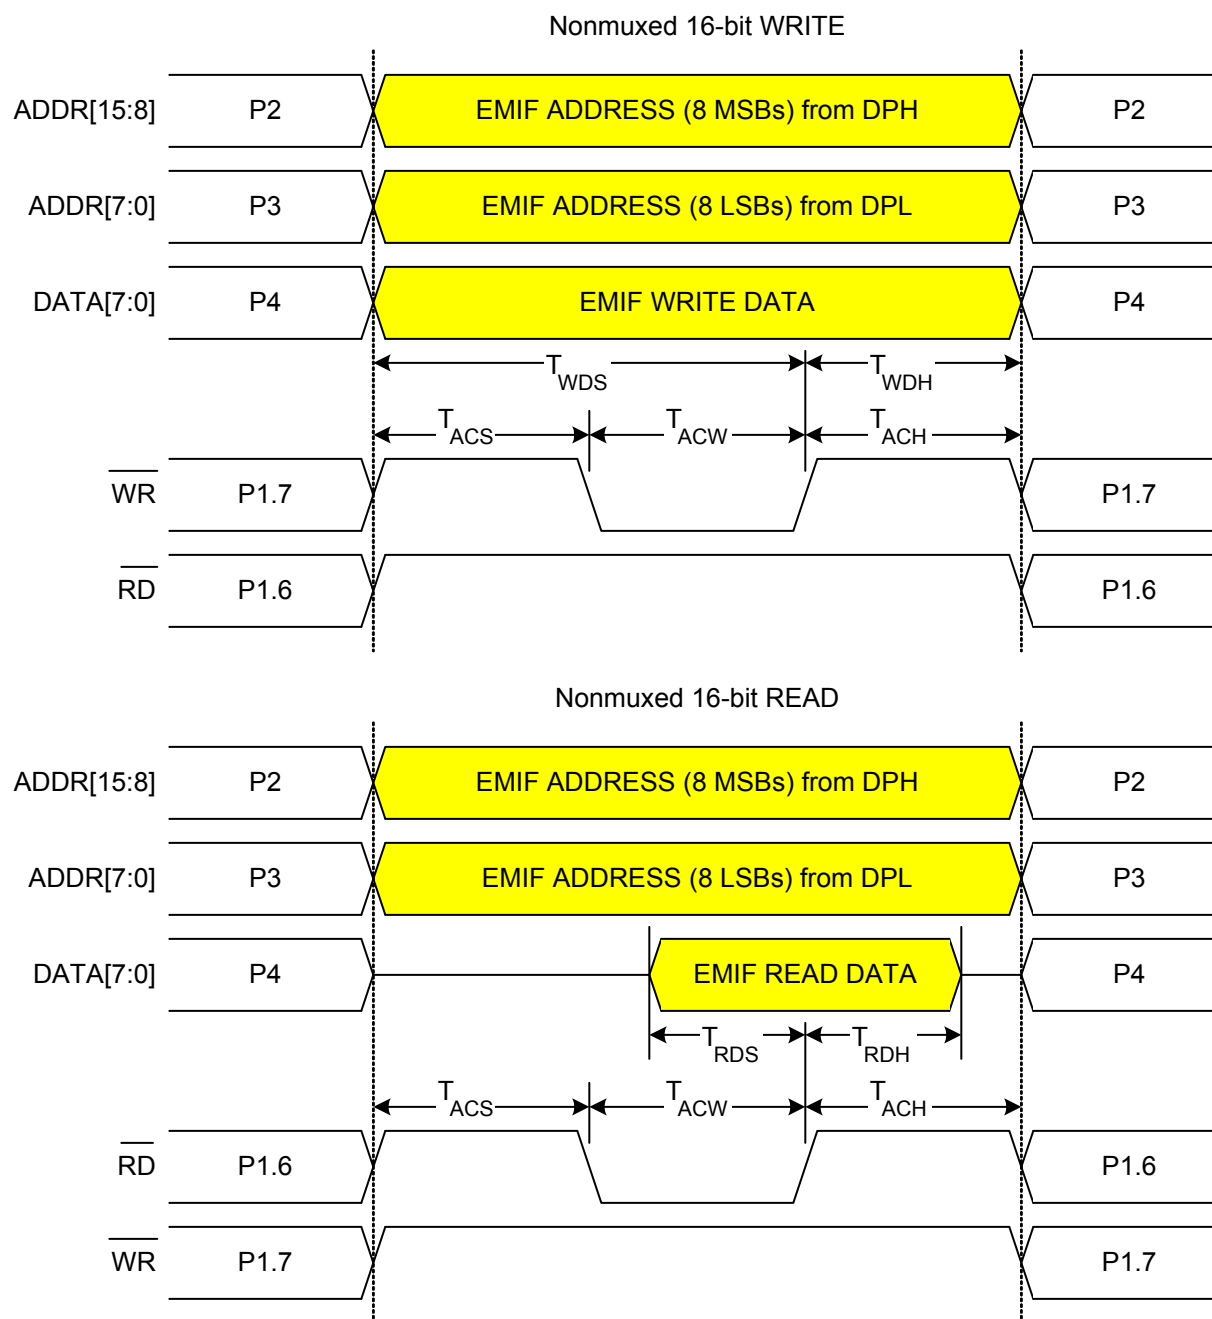 Nonmuxed 16-bit WRITE
ADDR[15:8] P2 EMIF ADDRESS (8 MSBs) from DPH P2
ADDR[7:0] P3 EMIF ADDRESS (8 LSBs) from DPL P3
DATA[7:0] P4 EMIF WRITE DATA P4
TWDS TWDH
TACS TACW TACH
WR P1.7 P1.7
RD P1.6 P1.6
Nonmuxed 16-bit READ
ADDR[15:8] P2 EMIF ADDRESS (8 MSBs) from DPH P2
ADDR[7:0] P3 EMIF ADDRESS (8 LSBs) from DPL P3
DATA[7:0] P4 EMIF READ DATA P4
TRDS TRDH
TACS TACW TACH
RD P1.6 P1.6
WR P1.7 P1.7